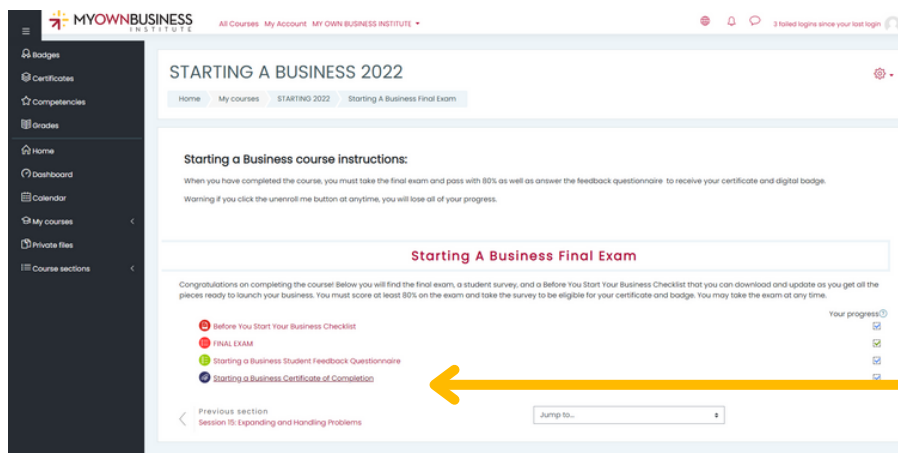 MYOWNBUSINESS
INSTITUTE
All Courses My Account MY OWN BUSINESS INSTITUTE
3 failed logins since your last login
Badges
Certificates
Competencies
Grades
Home
Dashboard
Calendar
My courses
Private files
Course sections
STARTING A BUSINESS 2022
Home My courses STARTING 2022 Starting A Business Final Exam
Starting a Business course instructions:
When you have completed the course, you must take the final exam and pass with 80% as well as answer the feedback questionnaire to receive your certificate and digital badge.
Warning if you click the unenroll me button at anytime, you will lose all of your progress.
Starting A Business Final Exam
Congratulations on completing the course! Below you will find the final exam, a student survey, and a Before You Start Your Business Checklist that you can download and update as you get all the
pieces ready to launch your business. You must score at least 80% on the exam and take the survey to be eligible for your certificate and badge. You may take the exam at any time.
Your progress
Before You Start Your Business Checklist
FINAL EXAM
Starting a Business Student Feedback Questionnaire
Starting a Business Certificate of Completion
Previous section
Session 15: Expanding and Handling Problems
Jump to...